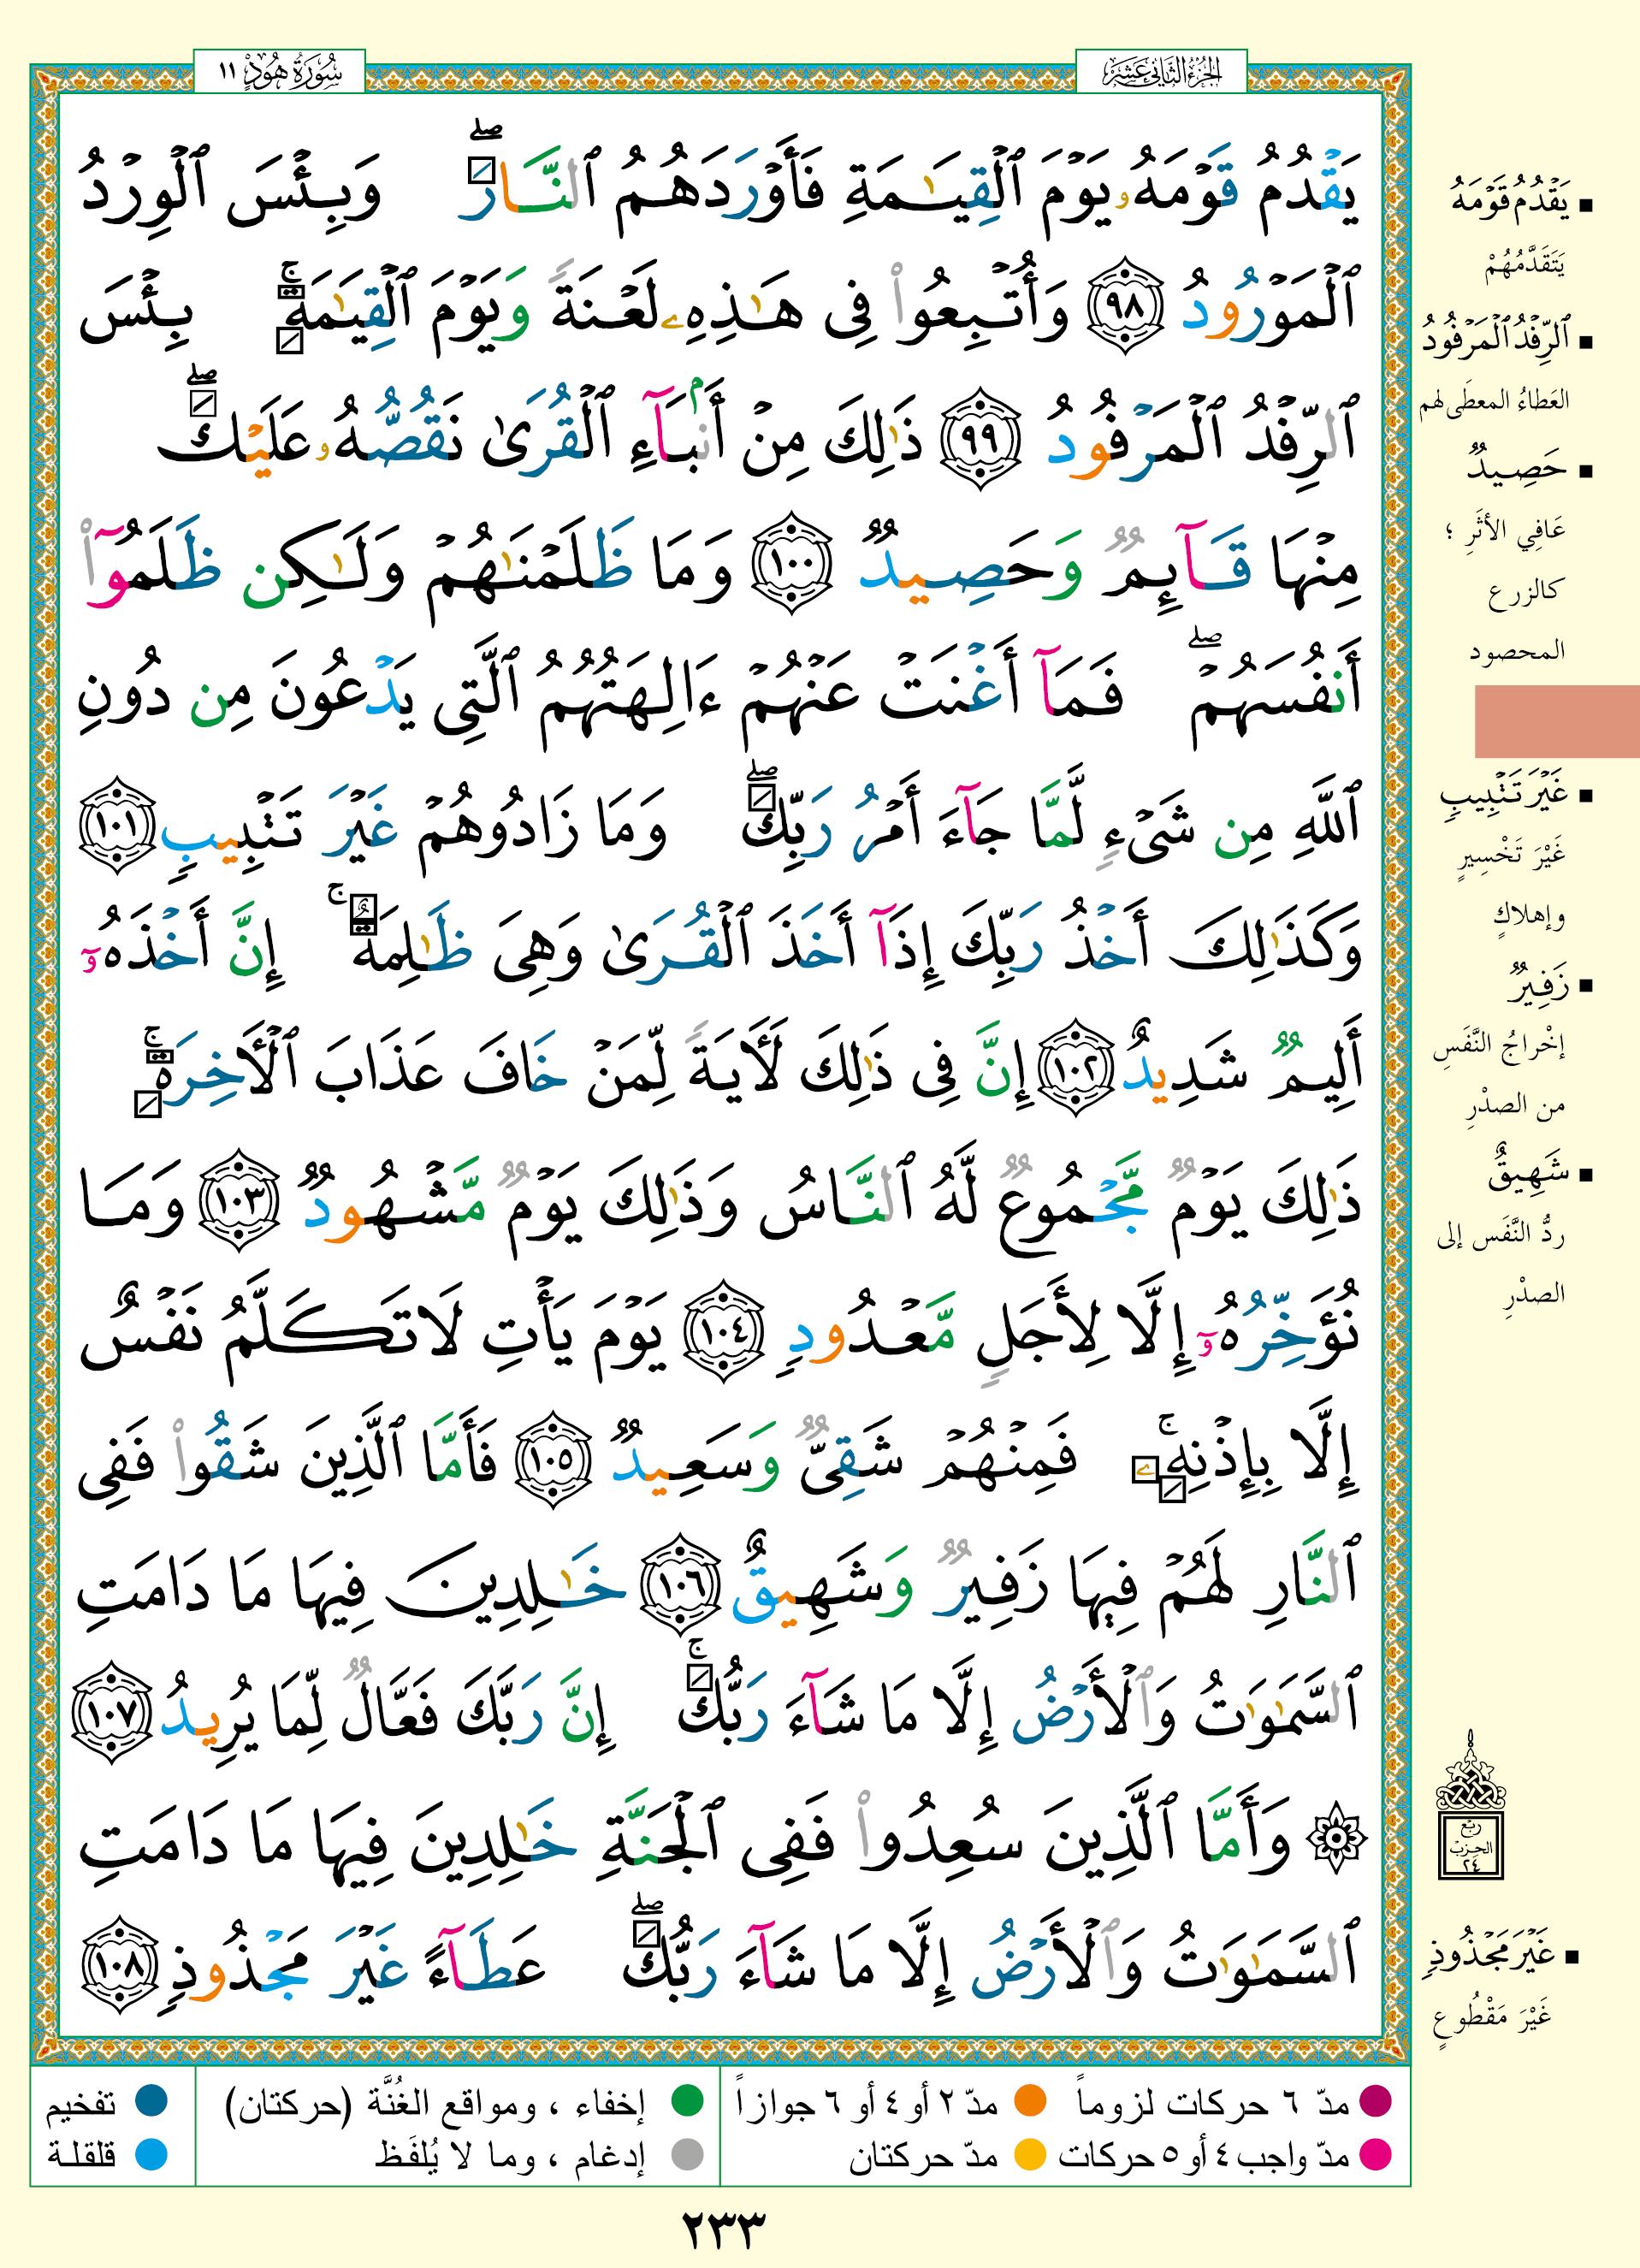 الجزء الثاني عشر
سُورَةُ هُودٍ ١١
يَقۡدُمُ قَوۡمَهُۥ يَوۡمَ ٱلۡقِيَـٰمَةِ فَأَوۡرَدَهُمُ ٱلنَّارَۖ وَبِئۡسَ ٱلۡوِرۡدُ
ٱلۡمَوۡرُودُ ٩٨ وَأُتۡبِعُواْ فِى هَـٰذِهِۦ لَعۡنَةً وَيَوۡمَ ٱلۡقِيَـٰمَةِۚ بِئۡسَ
ٱلرِّفۡدُ ٱلۡمَرۡفُودُ ٩٩ ذَٰلِكَ مِنۡ أَنۢبَآءِ ٱلۡقُرَىٰ نَقُصُّهُۥ عَلَيۡكَۖ
مِنۡهَا قَآئِمٌ وَحَصِيدٌ ١٠٠ وَمَا ظَلَمۡنَـٰهُمۡ وَلَـٰكِن ظَلَمُوٓاْ
أَنفُسَهُمۡۖ فَمَآ أَغۡنَتۡ عَنۡهُمۡ ءَالِهَتُهُمُ ٱلَّتِى يَدۡعُونَ مِن دُونِ
ٱللَّهِ مِن شَىۡءٍ لَّمَّا جَآءَ أَمۡرُ رَبِّكَۖ وَمَا زَادُوهُمۡ غَيۡرَ تَتۡبِيبٍ ١٠١
وَكَذَٰلِكَ أَخۡذُ رَبِّكَ إِذَآ أَخَذَ ٱلۡقُرَىٰ وَهِىَ ظَـٰلِمَةٌۚ إِنَّ أَخۡذَهُۥٓ
أَلِيمٌ شَدِيدٌ ١٠٢ إِنَّ فِى ذَٰلِكَ لَأَيَةً لِّمَنۡ خَافَ عَذَابَ ٱلۡأَخِرَةِۚ
ذَٰلِكَ يَوۡمٌ مَّجۡمُوعٌ لَّهُ ٱلنَّاسُ وَذَٰلِكَ يَوۡمٌ مَّشۡهُودٌ ١٠٣ وَمَا
نُؤَخِّرُهُۥٓ إِلَّا لِأَجَلٍ مَّعۡدُودٍ ١٠٤ يَوۡمَ يَأۡتِ لَا تَكَلَّمُ نَفۡسٌ
إِلَّا بِإِذۡنِهِۦۚ فَمِنۡهُمۡ شَقِىٌّ وَسَعِيدٌ ١٠٥ فَأَمَّا ٱلَّذِينَ شَقُواْ فَفِى
ٱلنَّارِ لَهُمۡ فِيهَا زَفِيرٌ وَشَهِيقٌ ١٠٦ خَـٰلِدِينَ فِيهَا مَا دَامَتِ
ٱلسَّمَـٰوَٰتُ وَٱلۡأَرۡضُ إِلَّا مَا شَآءَ رَبُّكَۚ إِنَّ رَبَّكَ فَعَّالٌ لِّمَا يُرِيدُ ١٠٧
۞ وَأَمَّا ٱلَّذِينَ سُعِدُواْ فَفِى ٱلۡجَنَّةِ خَـٰلِدِينَ فِيهَا مَا دَامَتِ
ٱلسَّمَـٰوَٰتُ وَٱلۡأَرۡضُ إِلَّا مَا شَآءَ رَبُّكَۖ عَطَآءً غَيۡرَ مَجۡذُوذٍ ١٠٨
▪ يَقۡدُمُ قَوۡمَهُ
يَتَقَدَّمُهُمْ
▪ ٱلرِّفۡدُ ٱلۡمَرۡفُودُ
العَطاءُ المعطَى لهم
▪ حَصِيدٌ
عَافِي الأثَرِ ؛
كالزرع
المحصود
▪ غَيۡرَ تَتۡبِيبٍ
غَيْرَ تَخْسِيرٍ
وإهلاكٍ
▪ زَفِيرٌ
إخْراجُ النَّفَسِ
من الصدْرِ
▪ شَهِيقٌ
ردُّ النَّفَس إلى
الصدْرِ
ربع
الحزب
٢٤
▪ غَيۡرَ مَجۡذُوذٍ
غَيْرَ مَقْطُوعٍ
مدّ ٦ حركات لزوماً ● مدّ ٢ أو ٤ أو ٦ جوازاً ● إخفاء ، ومواقع الغُنَّة (حركتان) ● تفخيم
مدّ واجب ٤ أو ٥ حركات ● مدّ حركتان ● إدغام ، وما لا يُلفَظ ● قلقلة
٢٣٣